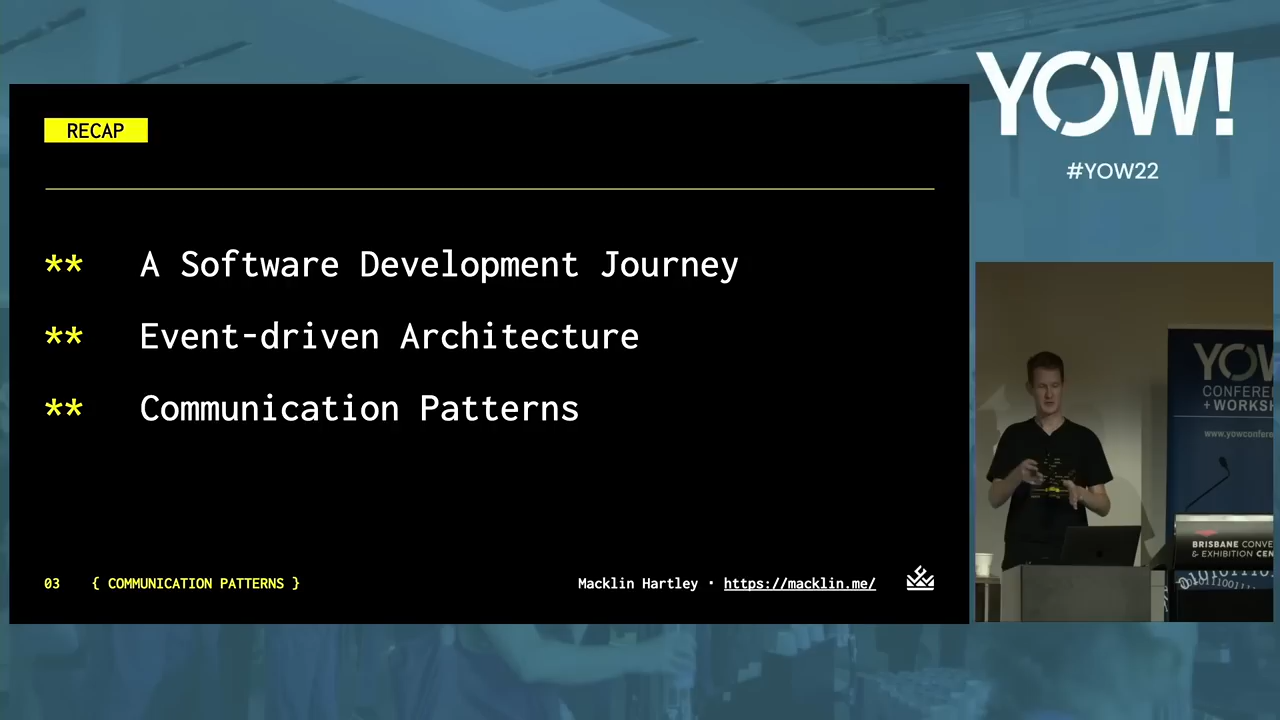 YOW!
#YOW22
RECAP
** A Software Development Journey
** Event-driven Architecture
** Communication Patterns
03 { COMMUNICATION PATTERNS }
Macklin Hartley • https://macklin.me/
YOW
CONFEREN
+WORKSH
www.yowconfere
BRISBANE CONVE
& EXHIBITION CEN